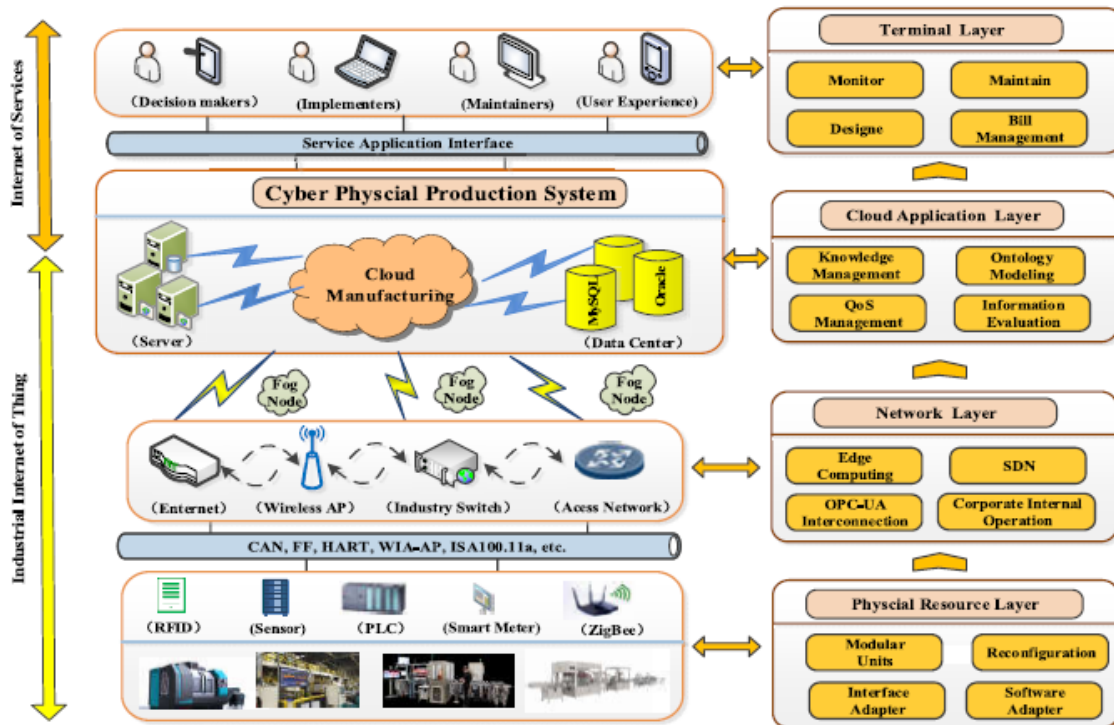 Internet of Services
Industrial Internet of Thing
(Decision makers)
(Implementers)
(Maintainers)
(User Experience)
Service Application Interface
Cyber Physcial Production System
Cloud
Manufacturing
MySQL
Oracle
(Server)
(Data Center)
Fog
Node
Fog
Node
Fog
Node
(Enternet)
(Wireless AP)
(Industry Switch)
(Acess Network)
CAN, FF, HART, WIA-AP, ISA100.11a, etc.
(RFID)
(Sensor)
(PLC)
(Smart Meter)
(ZigBee)
Terminal Layer
Monitor
Maintain
Designe
Bill
Management
Cloud Application Layer
Knowledge
Management
Ontology
Modeling
QoS
Management
Information
Evaluation
Network Layer
Edge
Computing
SDN
OPC-UA
Interconnection
Corporate Internal
Operation
Physcial Resource Layer
Modular
Units
Reconfiguration
Interface
Adapter
Software
Adapter